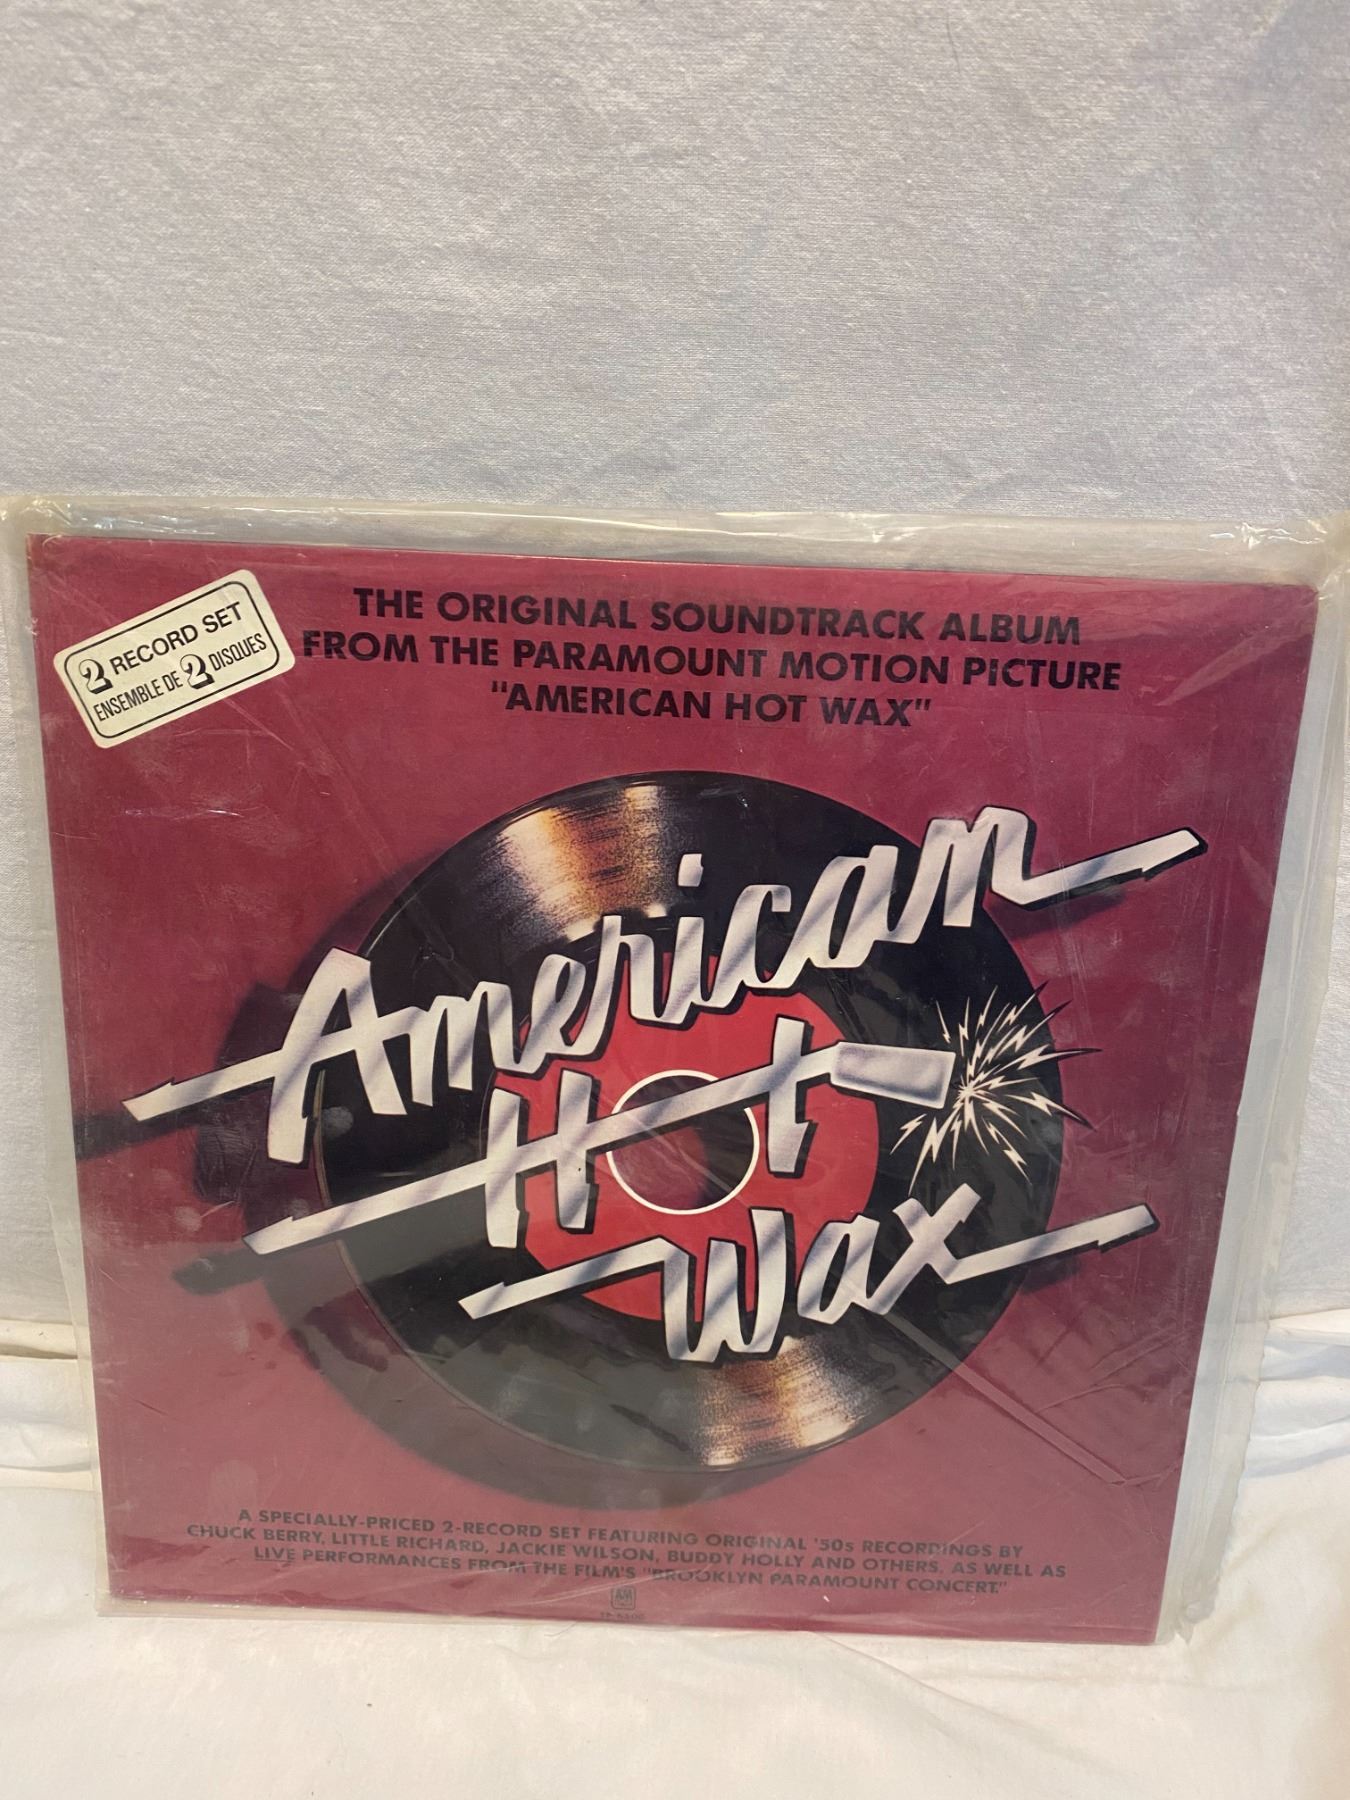 2 RECORD SET
ENSEMBLE DE 2 DISQUES
THE ORIGINAL SOUNDTRACK ALBUM
FROM THE PARAMOUNT MOTION PICTURE
"AMERICAN HOT WAX"
American
Hot
Wax
A SPECIALLY-PRICED 2-RECORD SET FEATURING ORIGINAL '50s RECORDINGS BY
CHUCK BERRY, LITTLE RICHARD, JACKIE WILSON, BUDDY HOLLY AND OTHERS, AS WELL AS
LIVE PERFORMANCES FROM THE FILM'S "BROOKLYN PARAMOUNT CONCERT."
A&M